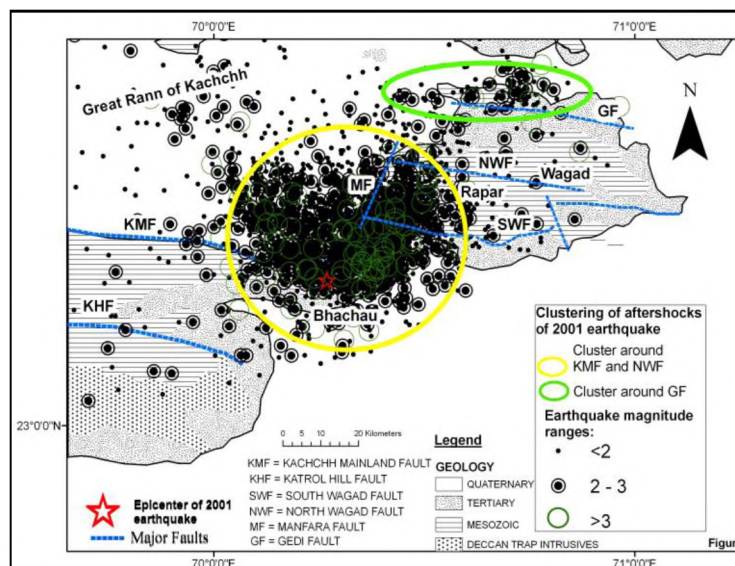 70°0'0"E 71°0'0"E
Great Rann of Kachchh
N
GF
NWF
Wagad
MF
Rapar
KMF
SWF
KHF
Bhachau
Clustering of aftershocks
of 2001 earthquake
Cluster around
KMF and NWF
Cluster around GF
Earthquake magnitude
ranges:
<2
2 - 3
>3
23°0'0"N
0 5 10 20 Kilometers
Legend
KMF = KACHCHH MAINLAND FAULT
KHF = KATROL HILL FAULT
SWF = SOUTH WAGAD FAULT
NWF = NORTH WAGAD FAULT
MF = MANFARA FAULT
GF = GEDI FAULT
GEOLOGY
QUATERNARY
TERTIARY
MESOZOIC
DECCAN TRAP INTRUSIVES
Epicenter of 2001
earthquake
Major Faults
Figur
70°0'0"E 71°0'0"E